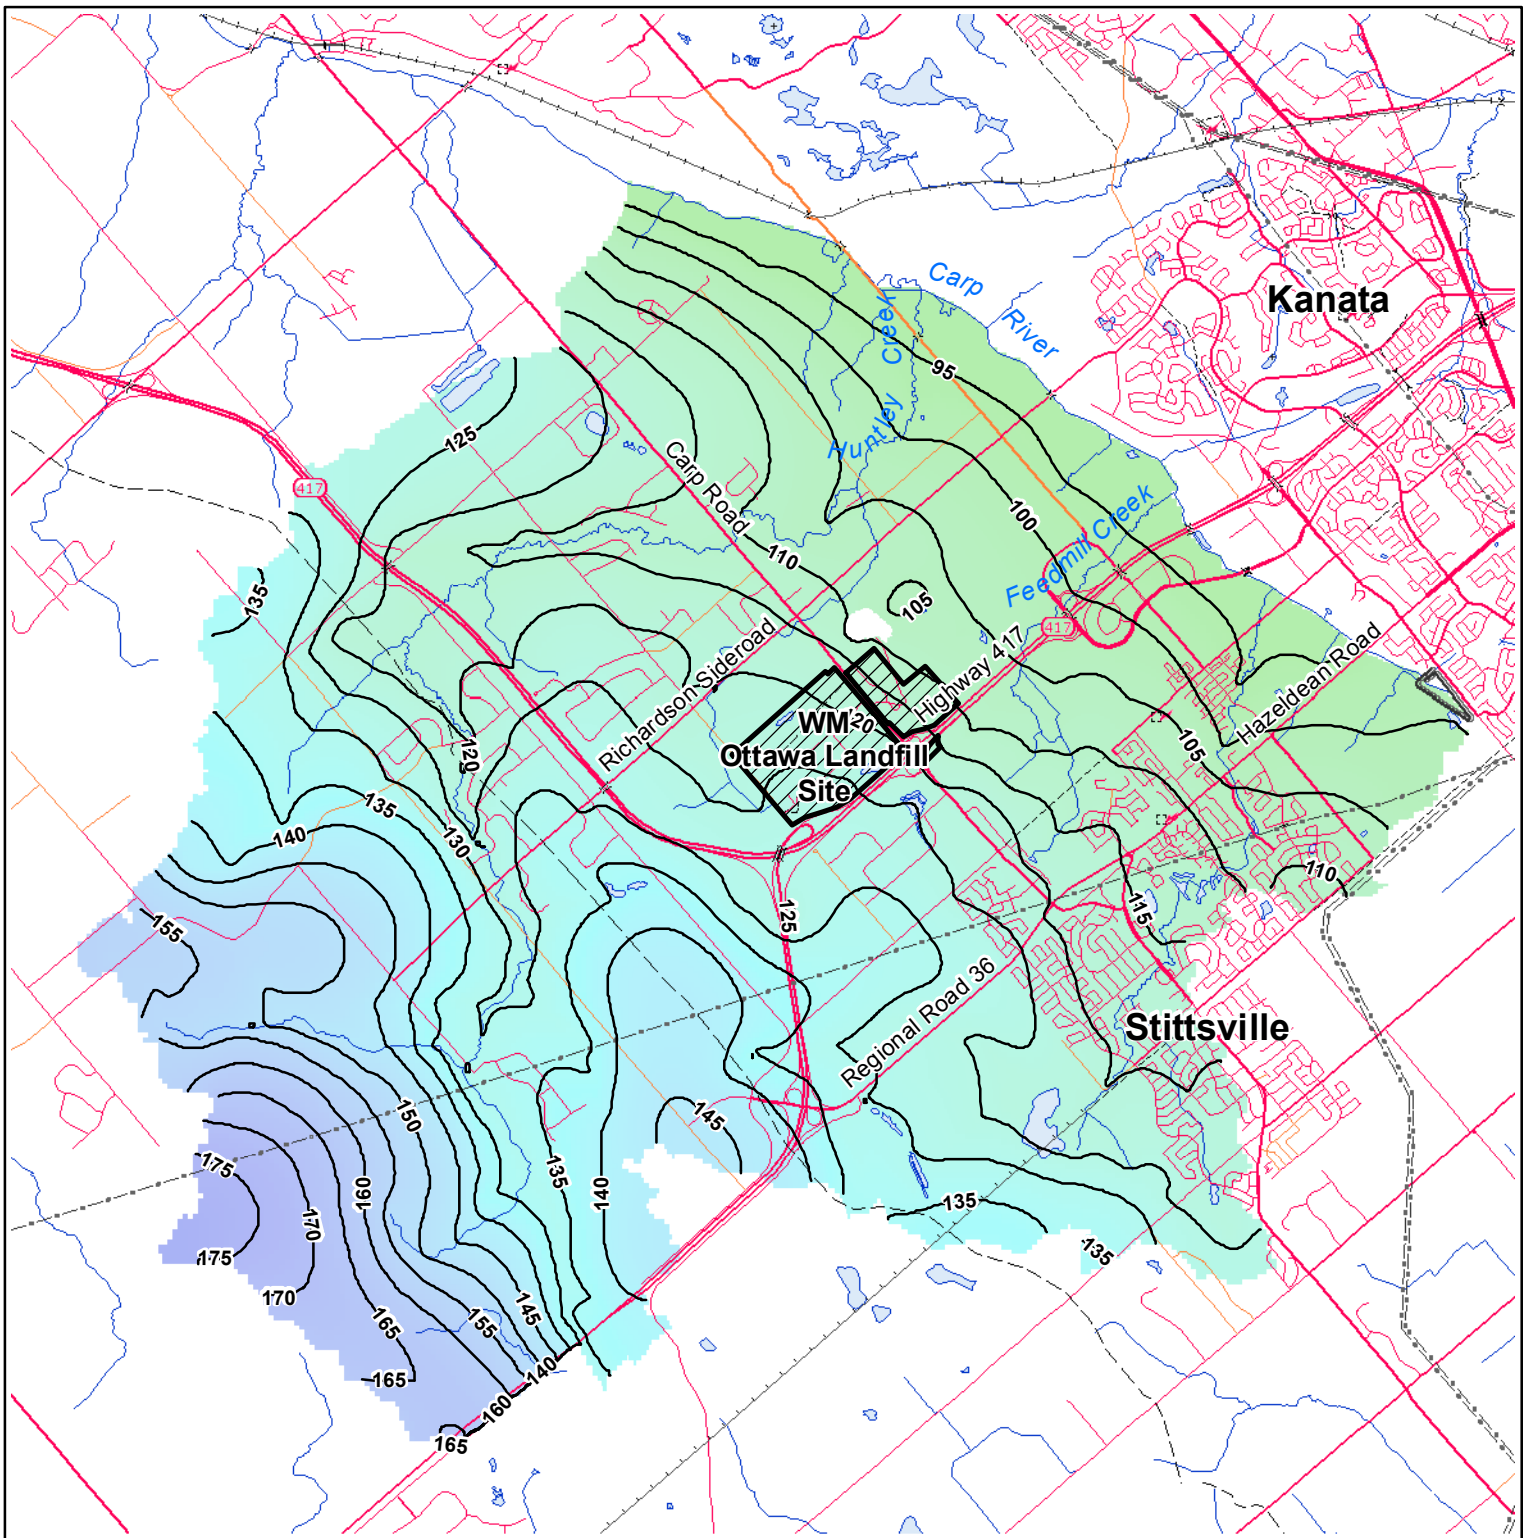 Kanata
Carp
River
Huntley Creek
95
125
417
Carp Road
100
Feedmill Creek
110
135
105
417
Richardson Sideroad
Highway 417
Hazeldean Road
WM
120
Ottawa Landfill
Site
120
105
135
140
130
110
155
125
115
Regional Road 36
Stittsville
150
145
175
135
160
140
135
170
175
135
170
165
155
145
165
140
160
165